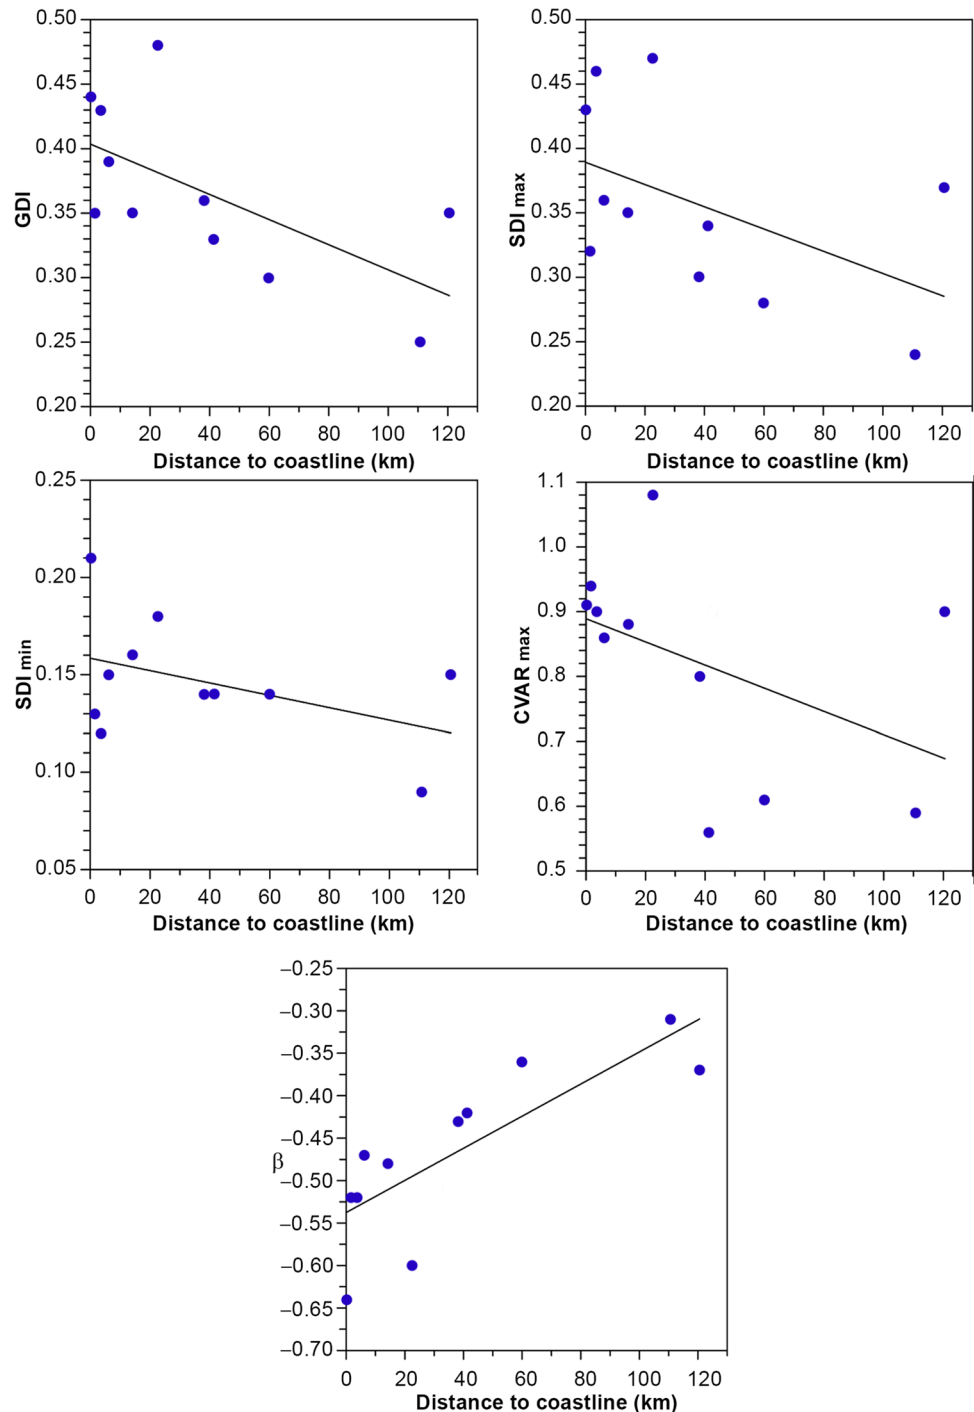 0.50
0.45
0.40
0.35
0.30
0.25
0.20
GDI
0 20 40 60 80 100 120
Distance to coastline (km)
0.50
0.45
0.40
0.35
0.30
0.25
0.20
SDI max
0 20 40 60 80 100 120
Distance to coastline (km)
0.25
0.20
0.15
0.10
0.05
SDI min
0 20 40 60 80 100 120
Distance to coastline (km)
1.1
1.0
0.9
0.8
0.7
0.6
0.5
CVAR max
0 20 40 60 80 100 120
Distance to coastline (km)
−0.25
−0.30
−0.35
−0.40
−0.45
−0.50
−0.55
−0.60
−0.65
−0.70
β
0 20 40 60 80 100 120
Distance to coastline (km)